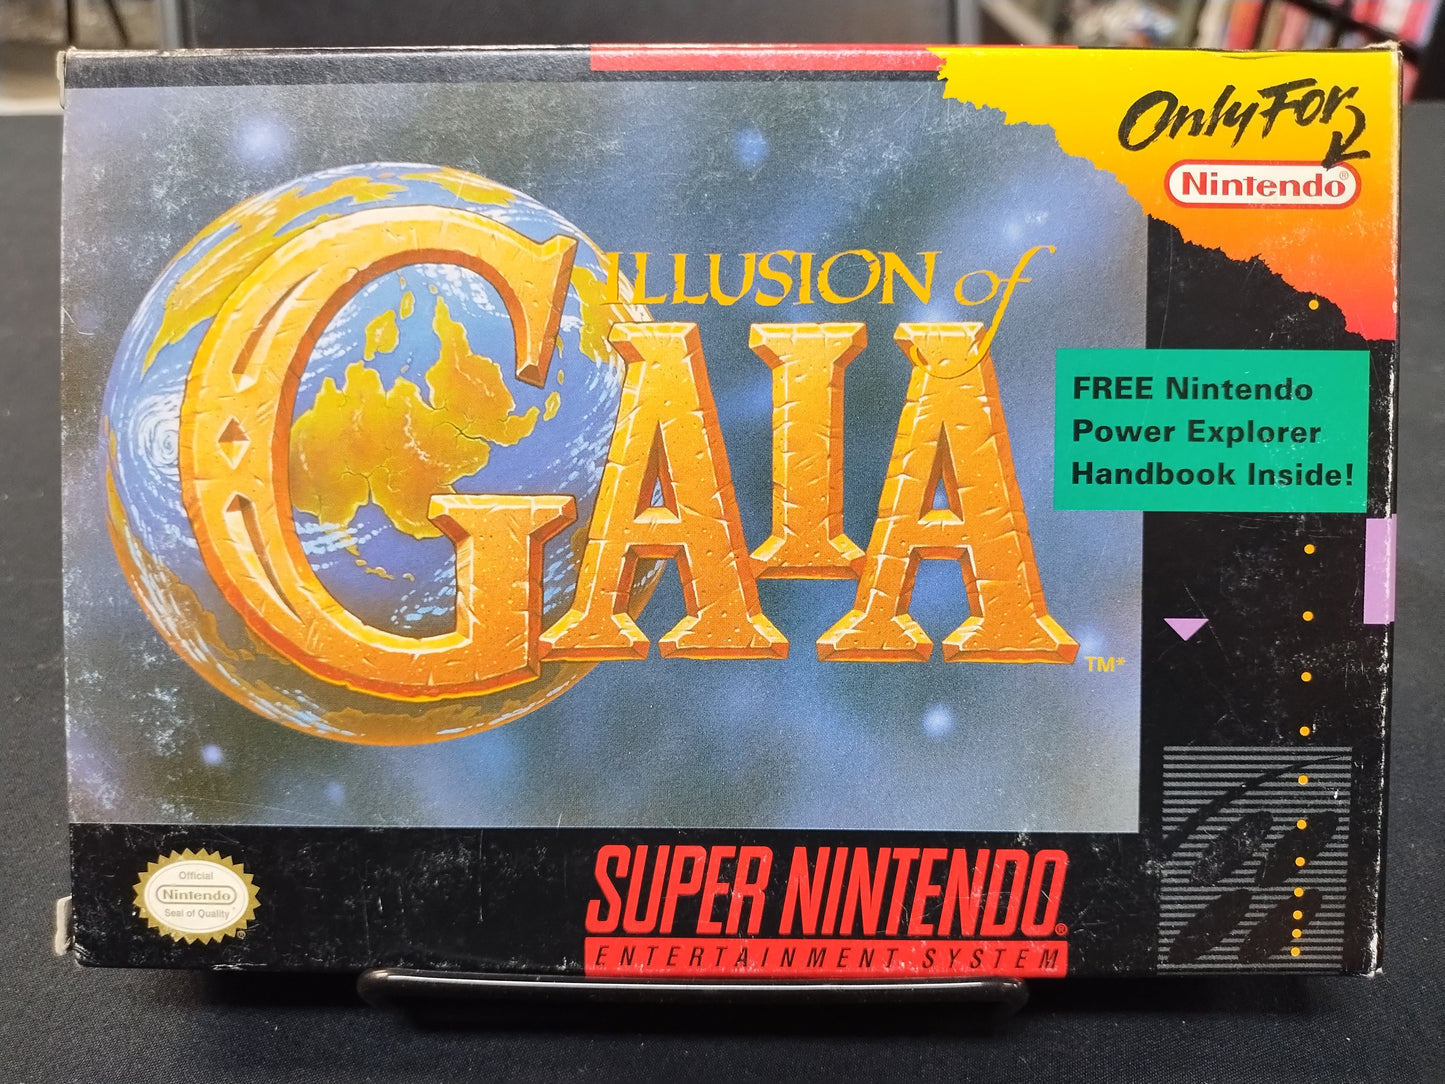 Only For
Nintendo®
ILLUSION of
GAIA
TM*
FREE Nintendo
Power Explorer
Handbook Inside!
Official
Nintendo
Seal of Quality
®
SUPER NINTENDO®
ENTERTAINMENT SYSTEM